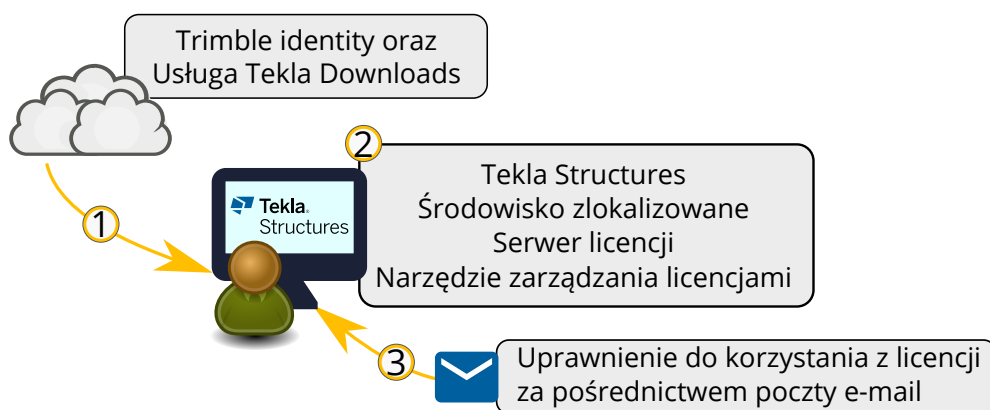 Trimble identity oraz
Usługa Tekla Downloads
1
2
Tekla Structures
Środowisko zlokalizowane
Serwer licencji
Narzędzie zarządzania licencjami
Tekla.
Structures
3
Uprawnienie do korzystania z licencji
za pośrednictwem poczty e-mail